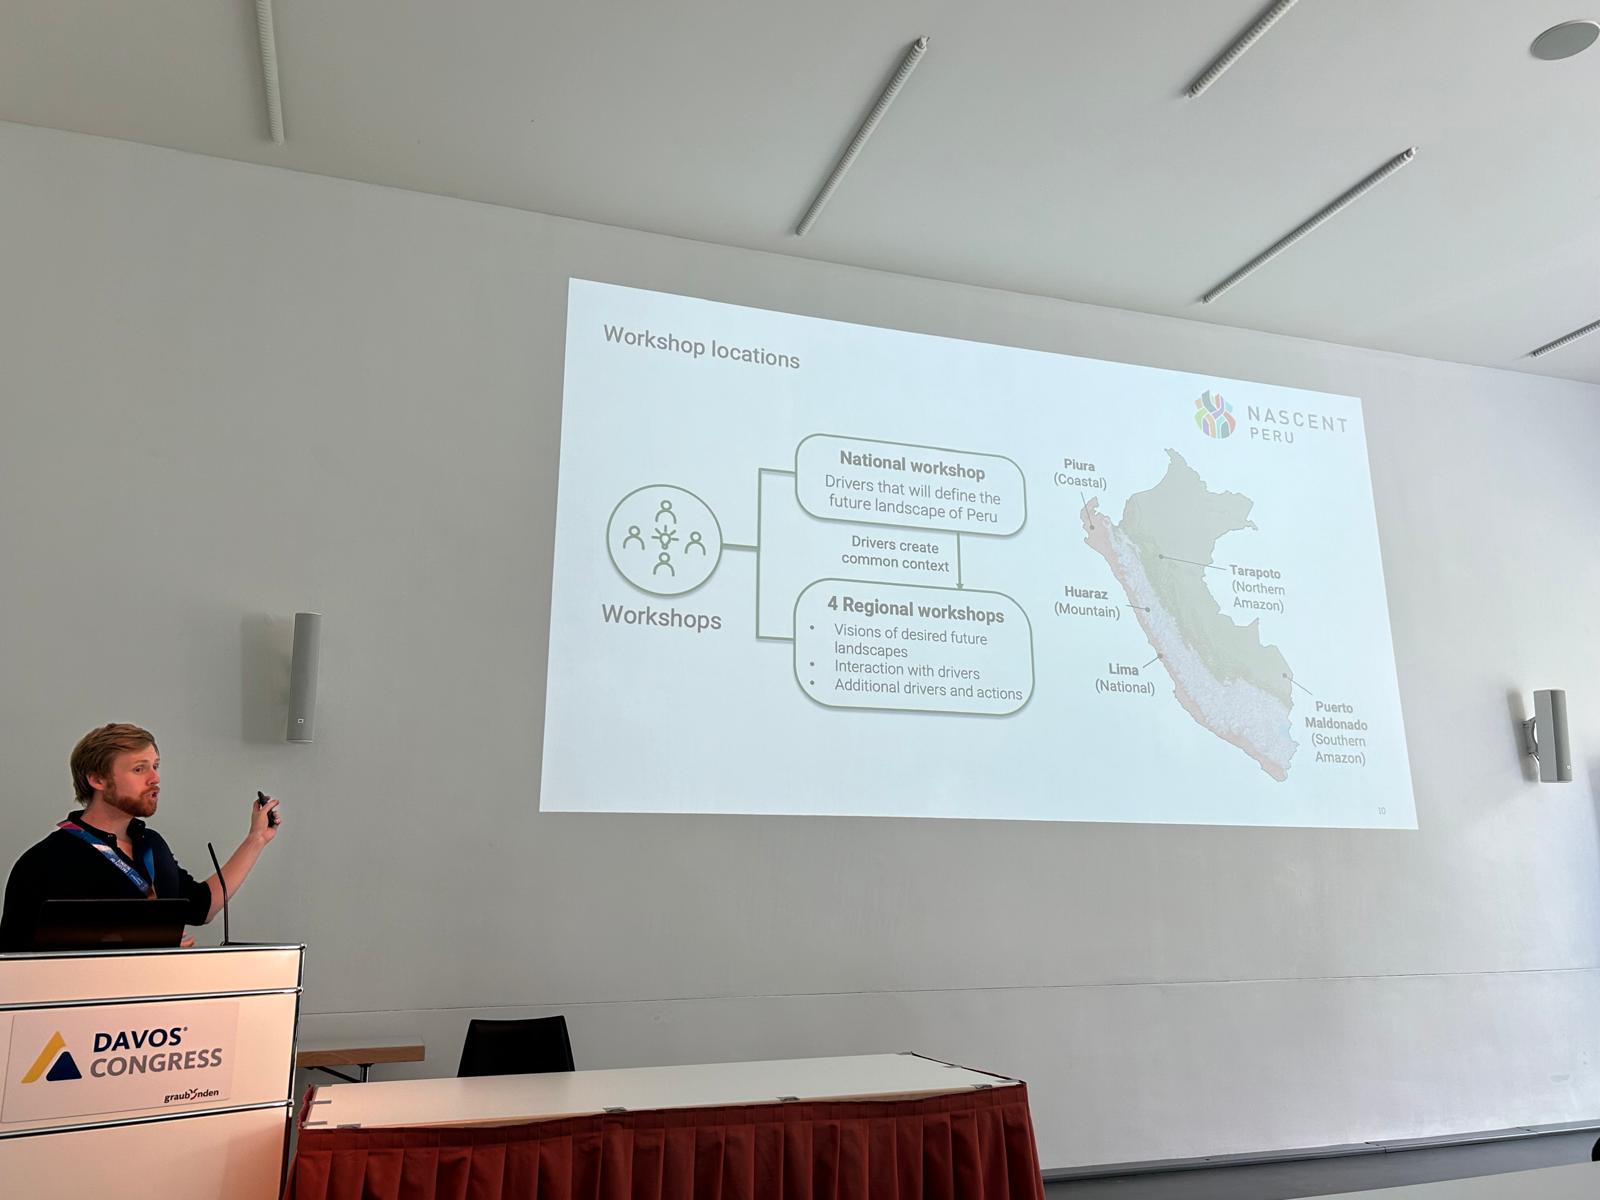 Workshop locations
NASCENT
PERU
National workshop
Drivers that will define the
future landscape of Peru
Drivers create
common context
4 Regional workshops
• Visions of desired future
landscapes
• Interaction with drivers
• Additional drivers and actions
Workshops
Piura
(Coastal)
Tarapoto
(Northern
Amazon)
Huaraz
(Mountain)
Lima
(National)
Puerto
Maldonado
(Southern
Amazon)
10
DAVOS
CONGRESS
graubünden